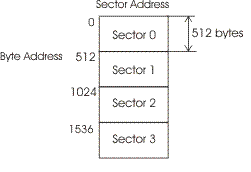 Sector Address
0
Sector 0
512 bytes
Byte Address
512
Sector 1
1024
Sector 2
1536
Sector 3